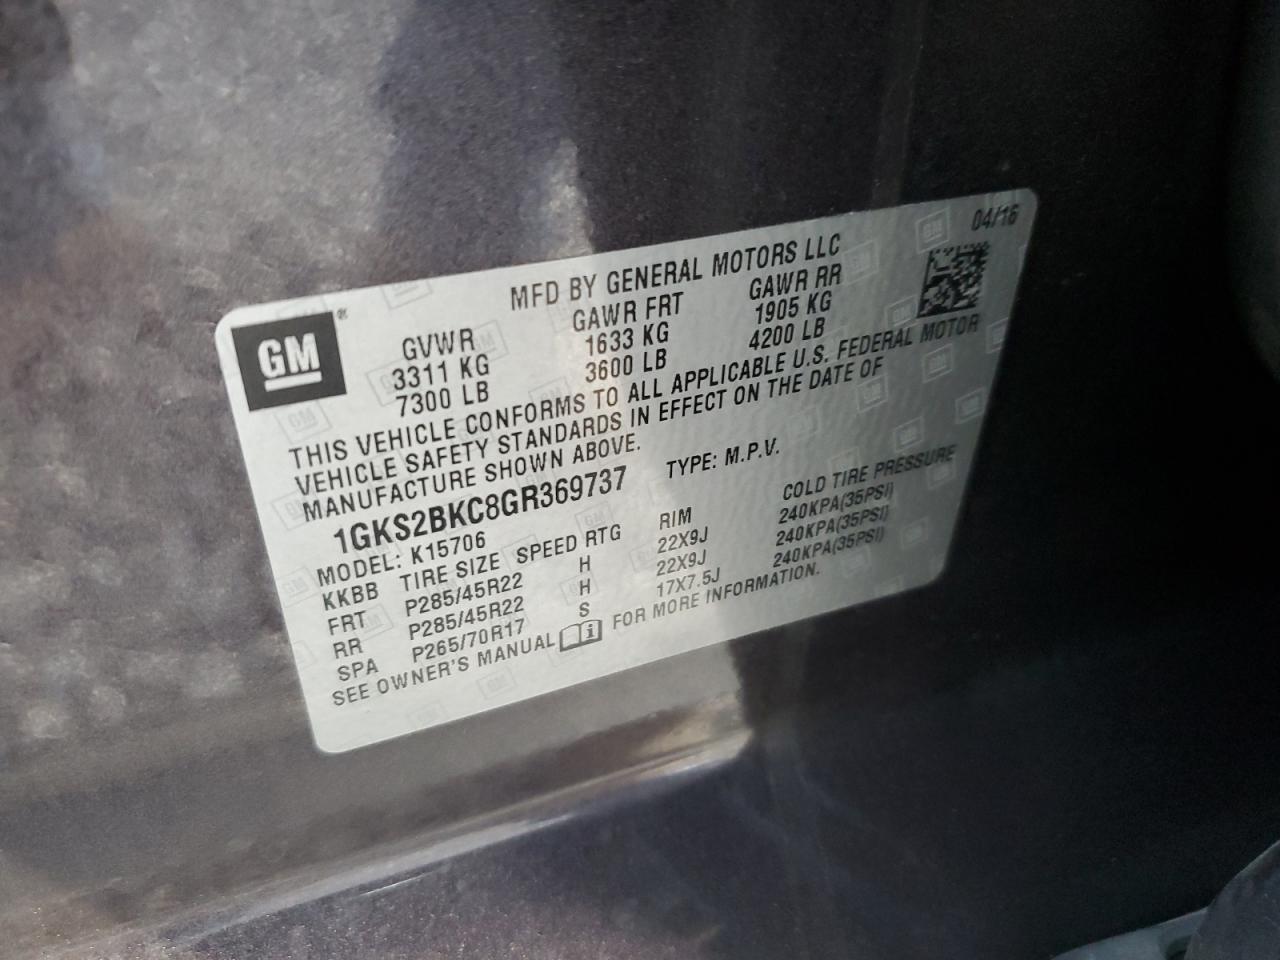 04/16
MFD BY GENERAL MOTORS LLC
GM®
GVWR GAWR FRT GAWR RR
3311 KG 1633 KG 1905 KG
7300 LB 3600 LB 4200 LB
THIS VEHICLE CONFORMS TO ALL APPLICABLE U.S. FEDERAL MOTOR
VEHICLE SAFETY STANDARDS IN EFFECT ON THE DATE OF
MANUFACTURE SHOWN ABOVE.
1GKS2BKC8GR369737 TYPE: M.P.V.
MODEL: K15706
KKBB TIRE SIZE SPEED RTG RIM COLD TIRE PRESSURE
FRT P285/45R22 H 22X9J 240KPA(35PSI)
RR P285/45R22 H 22X9J 240KPA(35PSI)
SPA P265/70R17 S 17X7.5J 240KPA(35PSI)
SEE OWNER'S MANUAL FOR MORE INFORMATION.